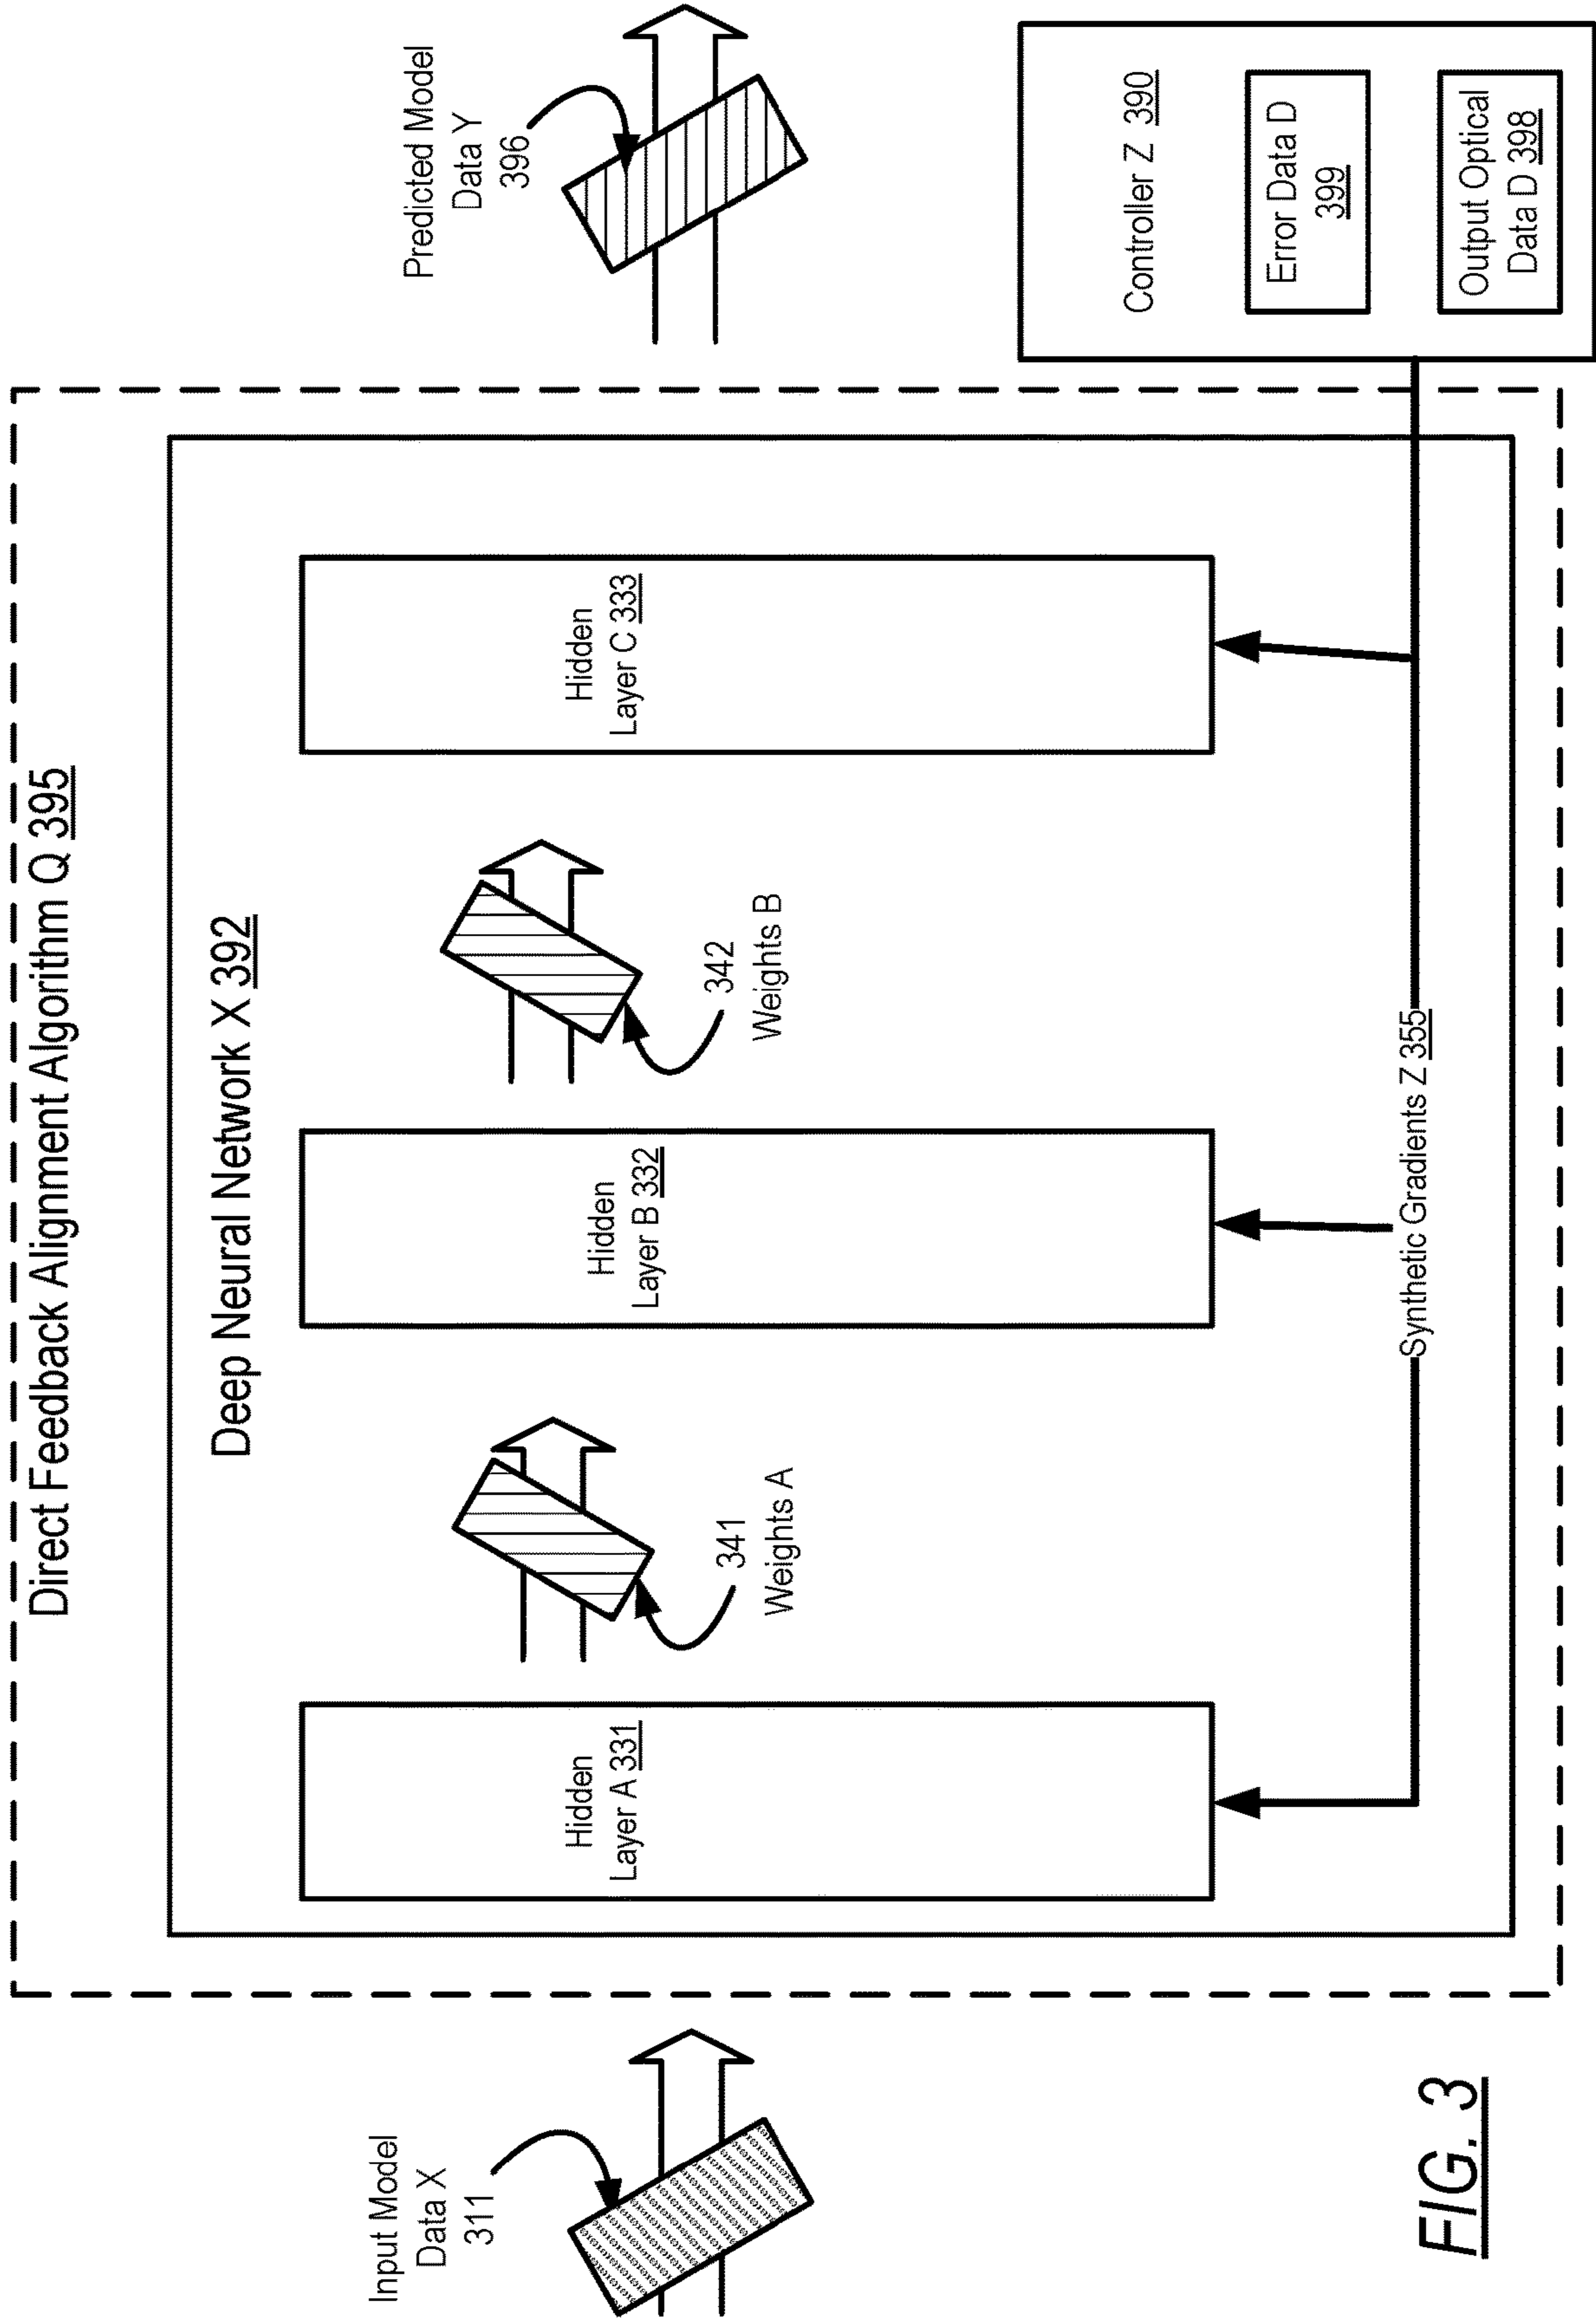 Direct Feedback Alignment Algorithm Q 395
Deep Neural Network X 392
Input Model
Data X
311
Hidden
Layer A 331
341
Weights A
Hidden
Layer B 332
342
Weights B
Hidden
Layer C 333
Predicted Model
Data Y
396
Synthetic Gradients Z 355
Controller Z 390
Error Data D
399
Output Optical
Data D 398
FIG. 3